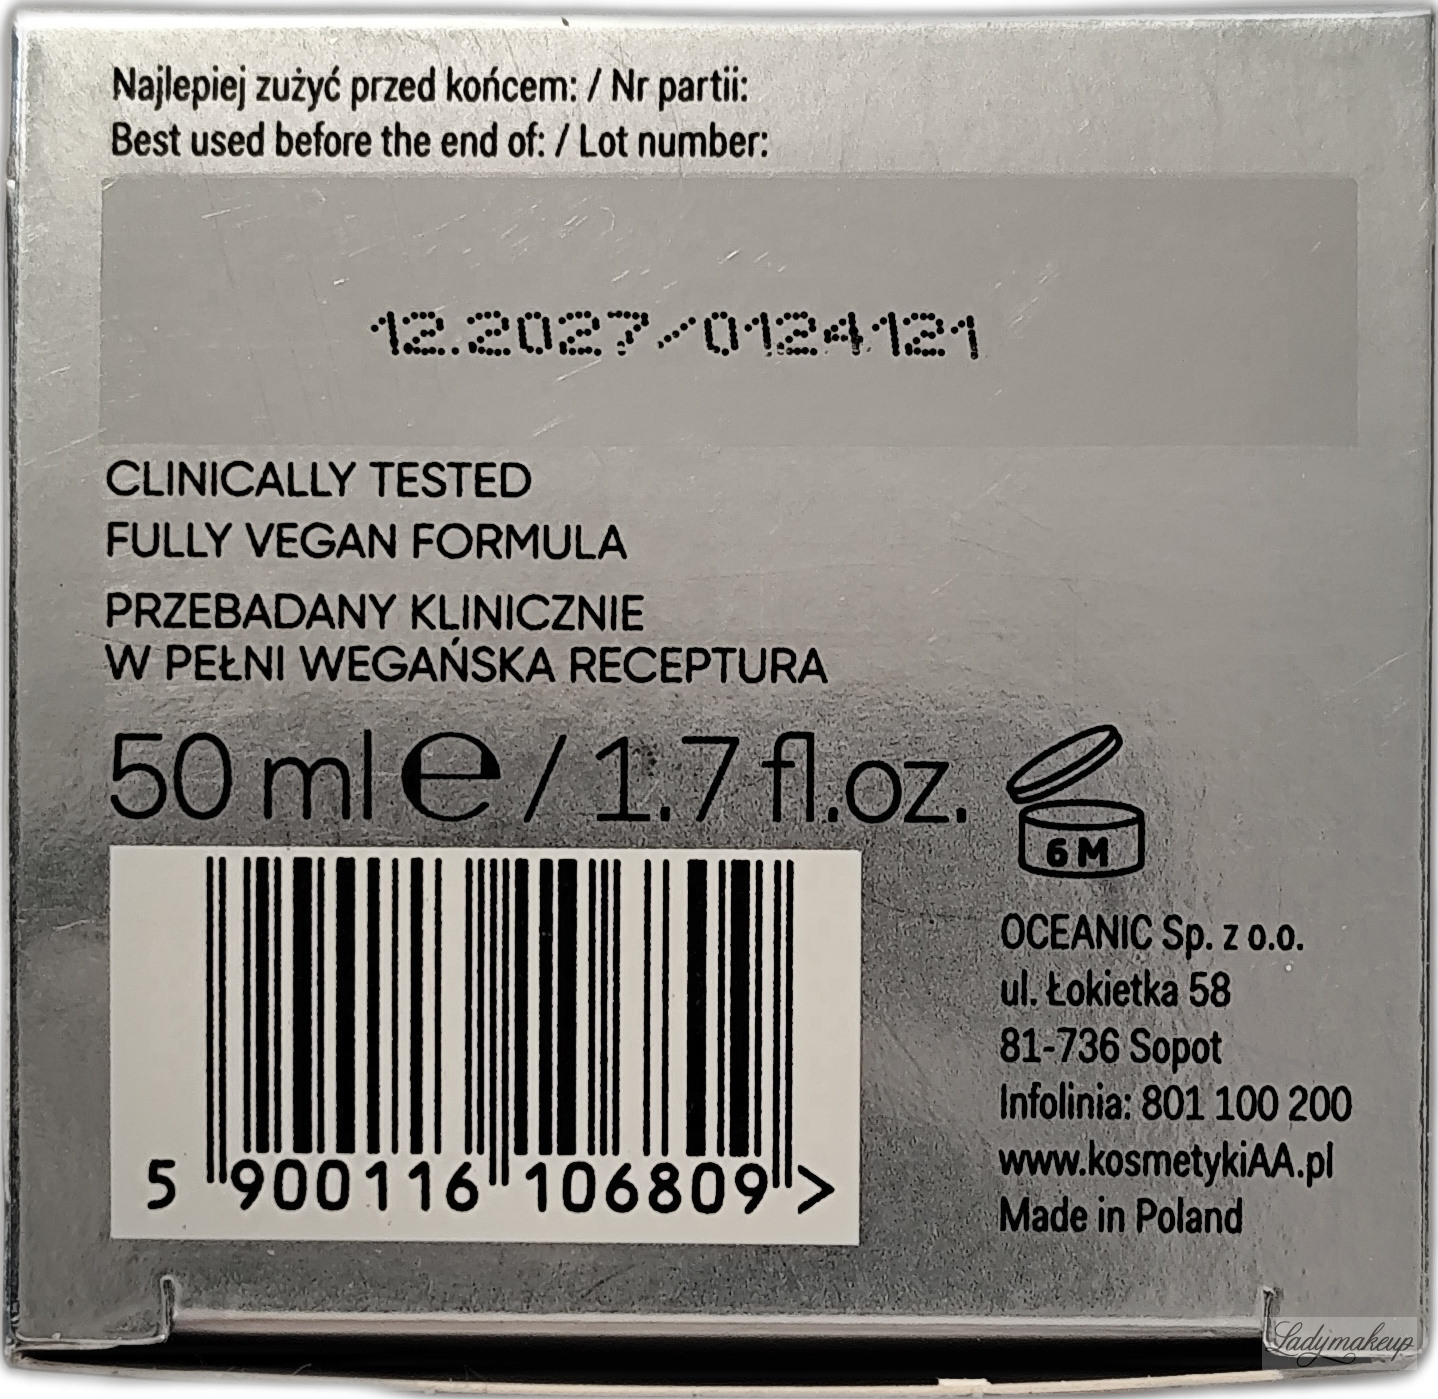 Najlepiej zużyć przed końcem: / Nr partii:
Best used before the end of: / Lot number:
12.2027/0124121
CLINICALLY TESTED
FULLY VEGAN FORMULA
PRZEBADANY KLINICZNIE
W PEŁNI WEGAŃSKA RECEPTURA
50 ml e / 1.7 fl.oz.
6 M
OCEANIC Sp. z o.o.
ul. Łokietka 58
81-736 Sopot
Infolinia: 801 100 200
www.kosmetykiAA.pl
Made in Poland
5 900116 106809 >
Ladymakeup